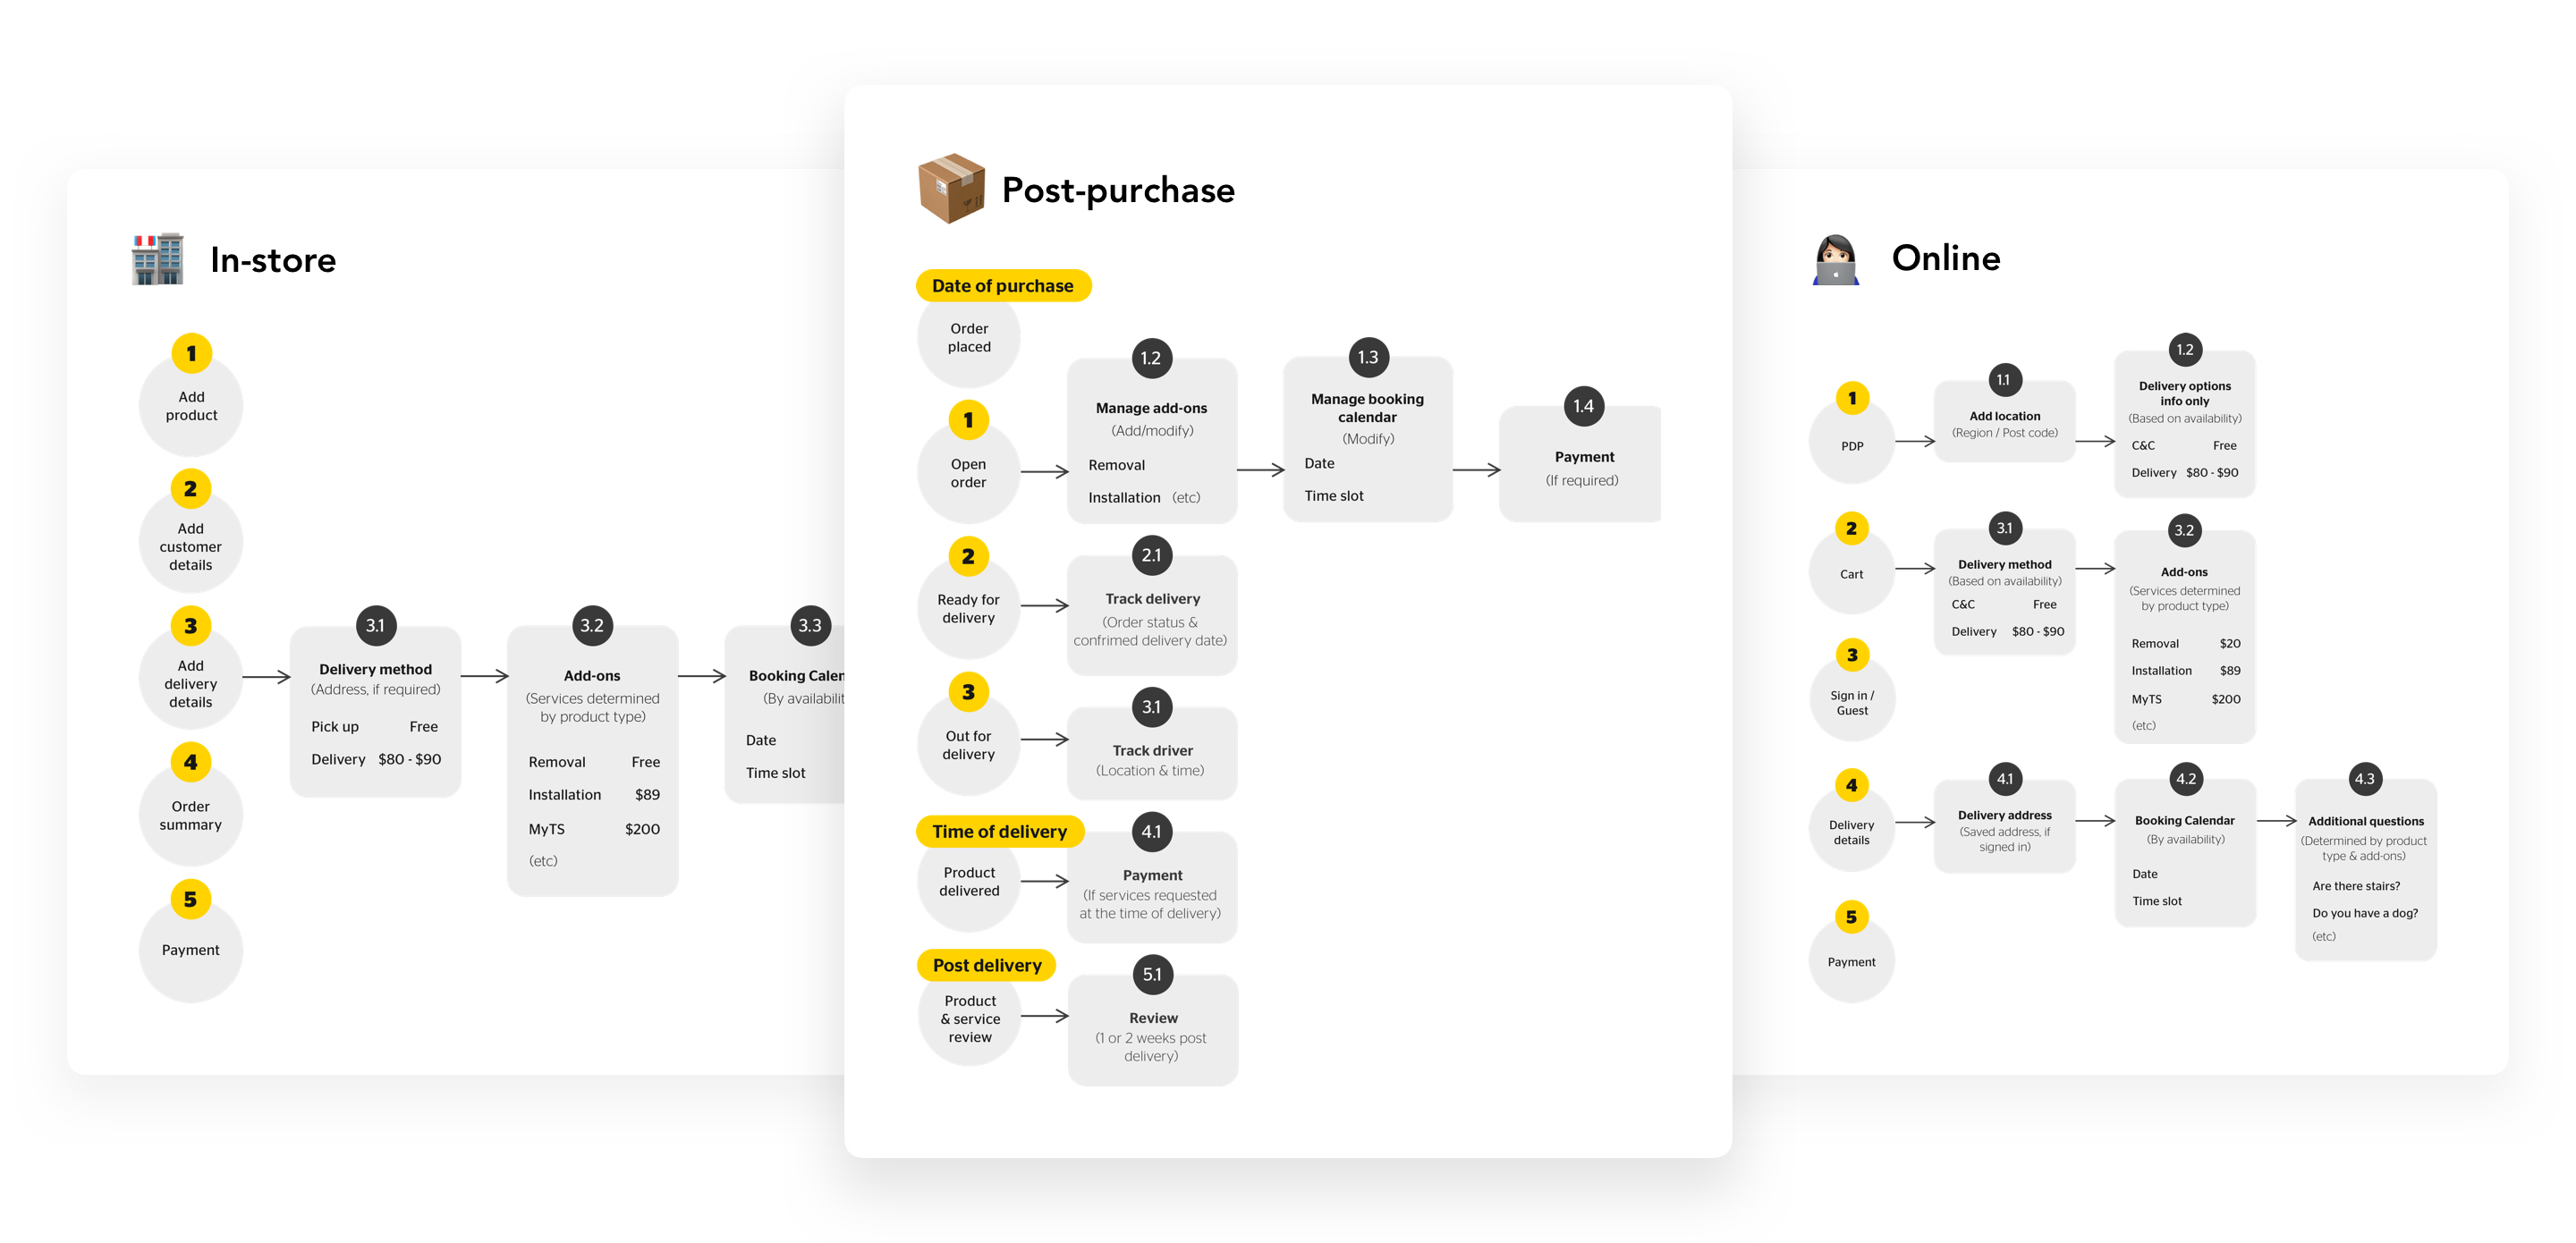 In-store
1
Add
product
2
Add
customer
details
3
Add
delivery
details
3.1
Delivery method
(Address, if required)
Pick up Free
Delivery $80 - $90
3.2
Add-ons
(Services determined
by product type)
Removal Free
Installation $89
MyTS $200
(etc)
3.3
Booking Calen
(By availabilit
Date
Time slot
4
Order
summary
5
Payment
Post-purchase
Date of purchase
Order
placed
1
Open
order
1.2
Manage add-ons
(Add/modify)
Removal
Installation (etc)
1.3
Manage booking
calendar
(Modify)
Date
Time slot
1.4
Payment
(If required)
2
Ready for
delivery
2.1
Track delivery
(Order status &
confrimed delivery date)
3
Out for
delivery
3.1
Track driver
(Location & time)
Time of delivery
Product
delivered
4.1
Payment
(If services requested
at the time of delivery)
Post delivery
Product
& service
review
5.1
Review
(1 or 2 weeks post
delivery)
Online
1
PDP
1.1
Add location
(Region / Post code)
1.2
Delivery options
info only
(Based on availability)
C&C Free
Delivery $80 - $90
2
Cart
3.1
Delivery method
(Based on availability)
C&C Free
Delivery $80 - $90
3.2
Add-ons
(Services determined
by product type)
Removal $20
Installation $89
MyTS $200
(etc)
3
Sign in /
Guest
4
Delivery
details
4.1
Delivery address
(Saved address, if
signed in)
4.2
Booking Calendar
(By availability)
Date
Time slot
4.3
Additional questions
(Determined by product
type & add-ons)
Are there stairs?
Do you have a dog?
(etc)
5
Payment